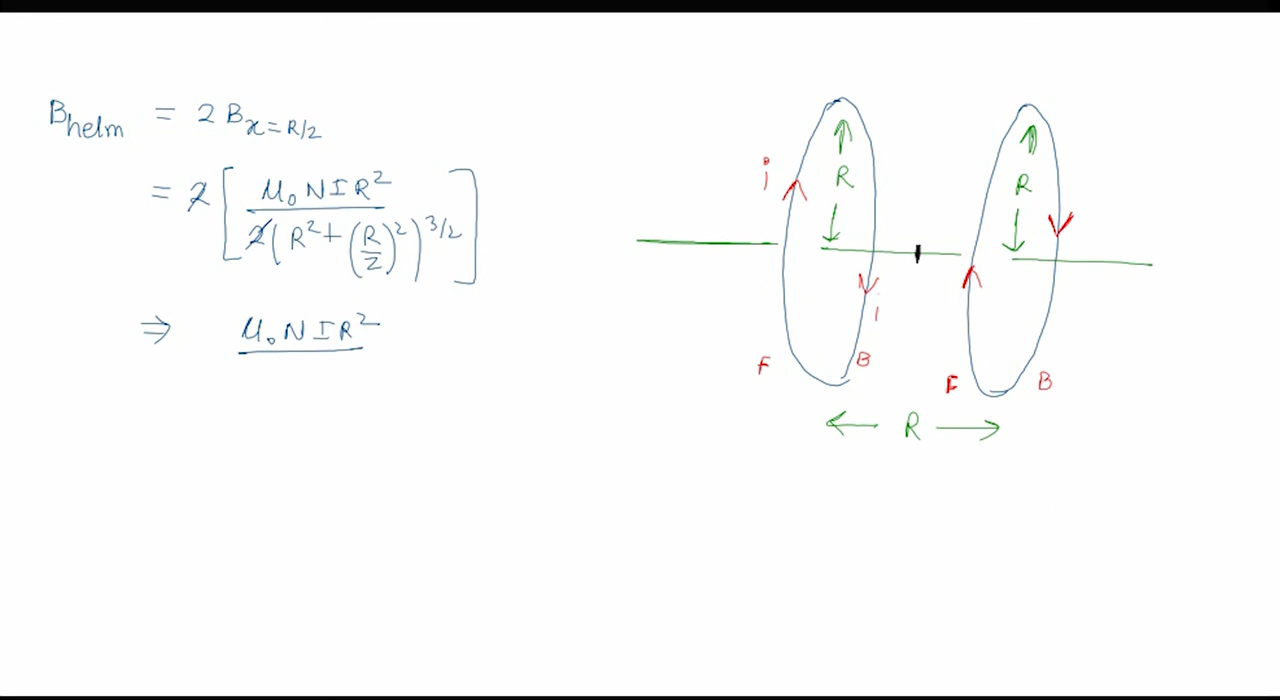 B_helm = 2 B_x=R/2
= 2 [ μ₀ N I R² / 2 ( R² + (R/2)² )^3/2 ]
⇒ μ₀ N I R²
i
R
R
i
F
B
F
B
R